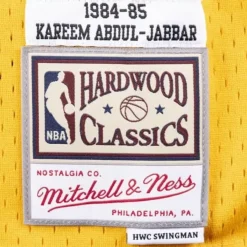 1984-85
KAREEM ABDUL-JABBAR
HARDWOOD
NBA
CLASSICS
NOSTALGIA CO.
Mitchell & Ness
PHILADELPHIA, PA.
HWC SWINGMAN